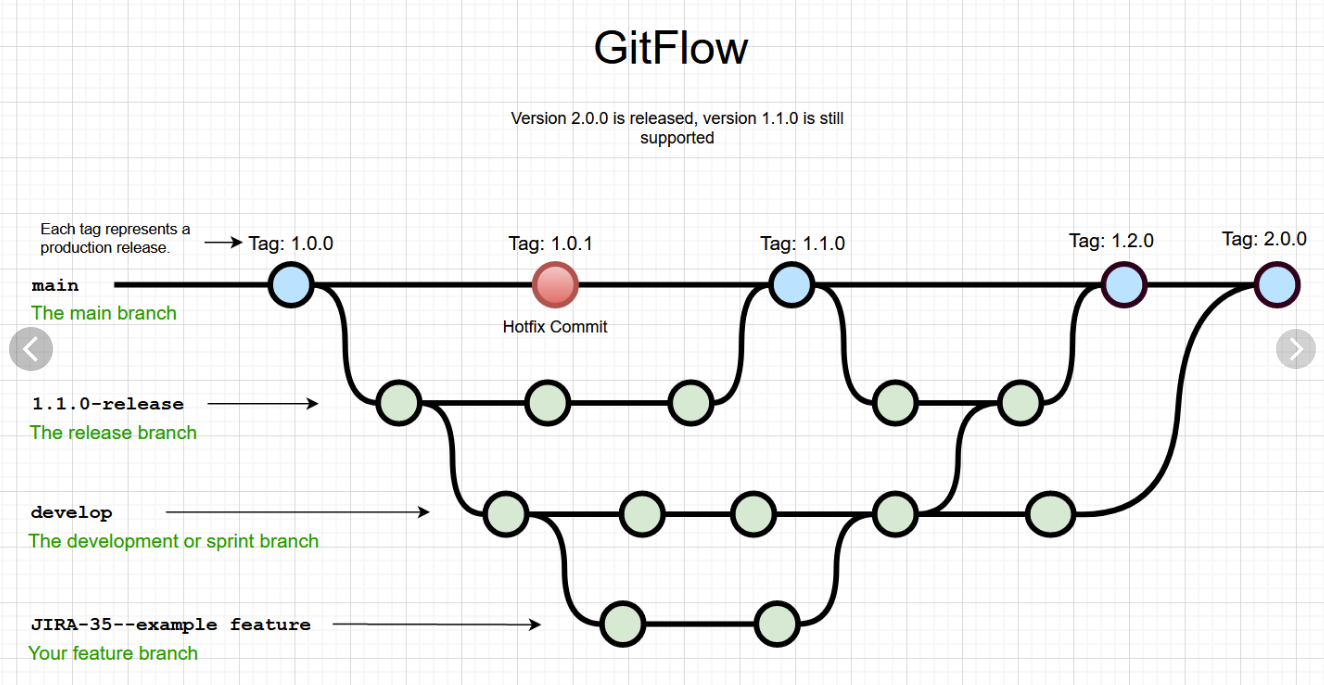 GitFlow
Version 2.0.0 is released, version 1.1.0 is still
supported
Each tag represents a
production release.
Tag: 1.0.0
Tag: 1.0.1
Tag: 1.1.0
Tag: 1.2.0
Tag: 2.0.0
main
The main branch
Hotfix Commit
1.1.0-release
The release branch
develop
The development or sprint branch
JIRA-35--example feature
Your feature branch